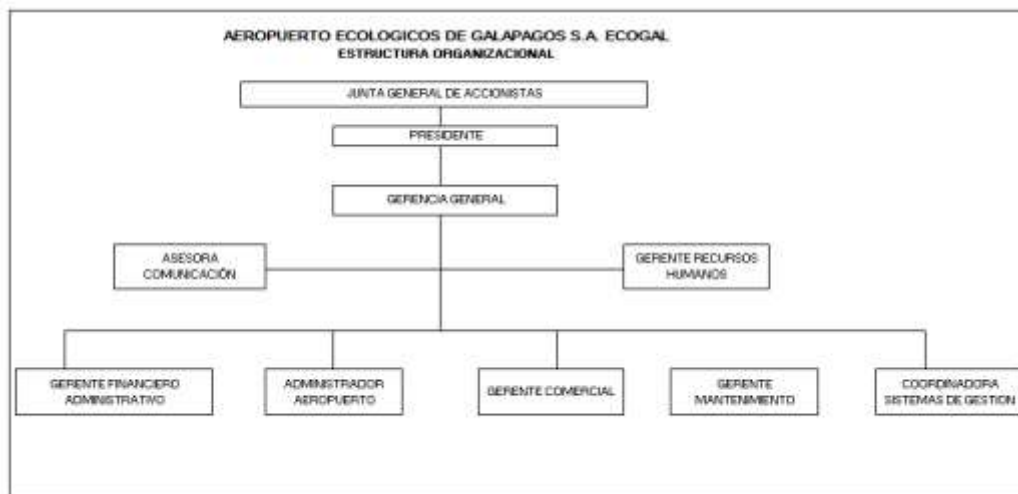 AEROPUERTO ECOLOGICOS DE GALAPAGOS S.A. ECOGAL
ESTRUCTURA ORGANIZACIONAL
JUNTA GENERAL DE ACCIONISTAS
PRESIDENTE
GERENCIA GENERAL
ASESORA
COMUNICACIÓN
GERENTE RECURSOS
HUMANOS
GERENTE FINANCIERO
ADMINISTRATIVO
ADMINISTRADOR
AEROPUERTO
GERENTE COMERCIAL
GERENTE
MANTENIMIENTO
COORDINADORA
SISTEMAS DE GESTION